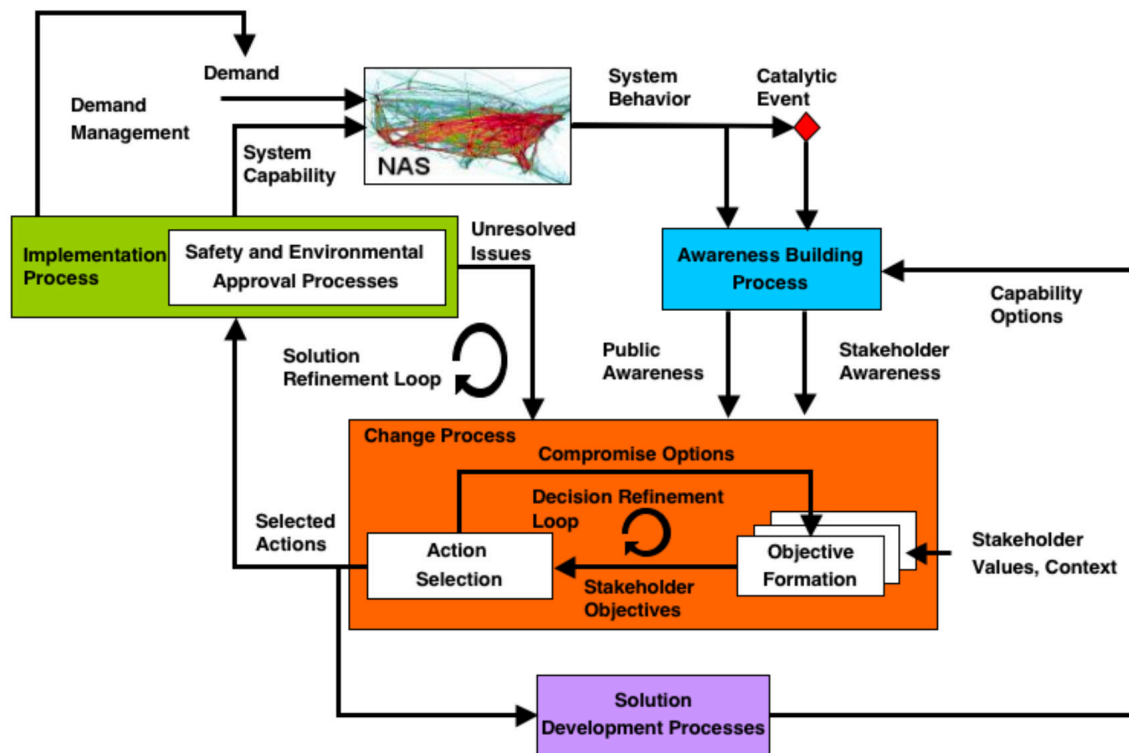 Demand
Demand
Management
System
Capability
NAS
System
Behavior
Catalytic
Event
Implementation
Process
Safety and Environmental
Approval Processes
Unresolved
Issues
Awareness Building
Process
Capability
Options
Solution
Refinement Loop
Public
Awareness
Stakeholder
Awareness
Change Process
Compromise Options
Decision Refinement
Loop
Selected
Actions
Action
Selection
Stakeholder
Objectives
Objective
Formation
Stakeholder
Values, Context
Solution
Development Processes